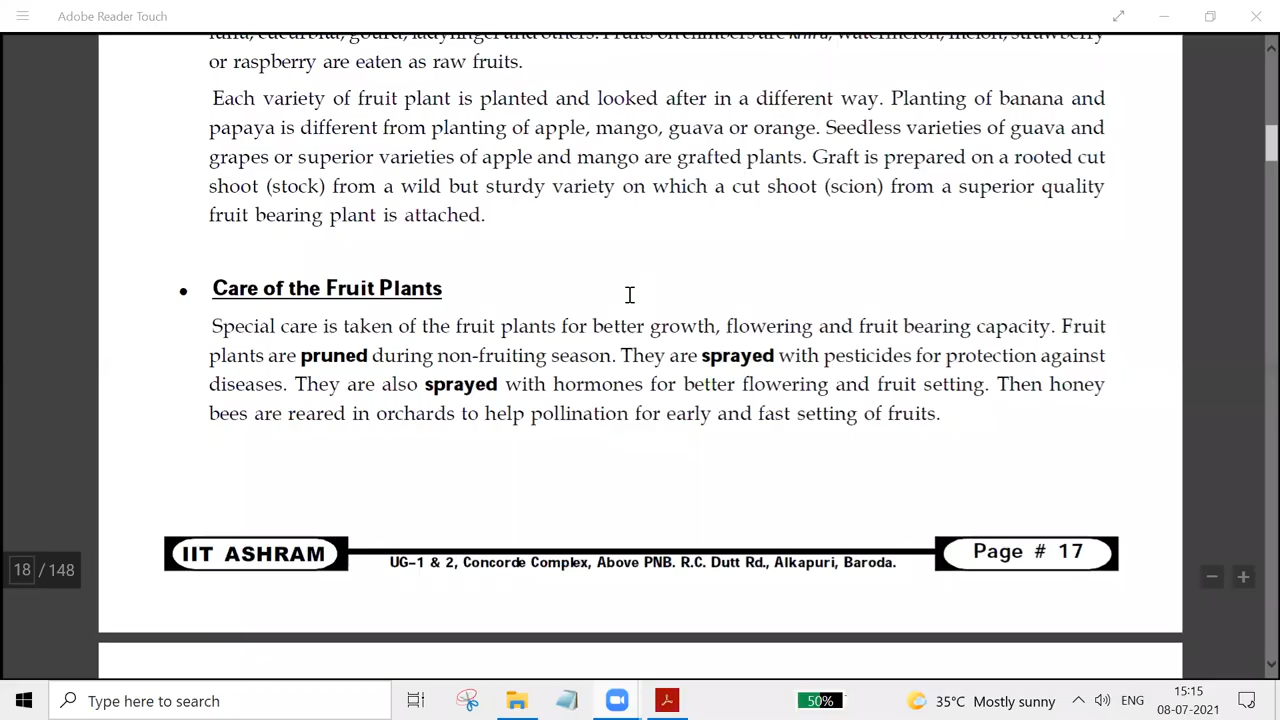 Adobe Reader Touch
or raspberry are eaten as raw fruits.
Each variety of fruit plant is planted and looked after in a different way. Planting of banana and
papaya is different from planting of apple, mango, guava or orange. Seedless varieties of guava and
grapes or superior varieties of apple and mango are grafted plants. Graft is prepared on a rooted cut
shoot (stock) from a wild but sturdy variety on which a cut shoot (scion) from a superior quality
fruit bearing plant is attached.
• Care of the Fruit Plants
Special care is taken of the fruit plants for better growth, flowering and fruit bearing capacity. Fruit
plants are pruned during non-fruiting season. They are sprayed with pesticides for protection against
diseases. They are also sprayed with hormones for better flowering and fruit setting. Then honey
bees are reared in orchards to help pollination for early and fast setting of fruits.
IIT ASHRAM
UG-1 & 2, Concorde Complex, Above PNB. R.C. Dutt Rd., Alkapuri, Baroda.
Page # 17
18 / 148
Type here to search
50%
35°C Mostly sunny
ENG
15:15
08-07-2021